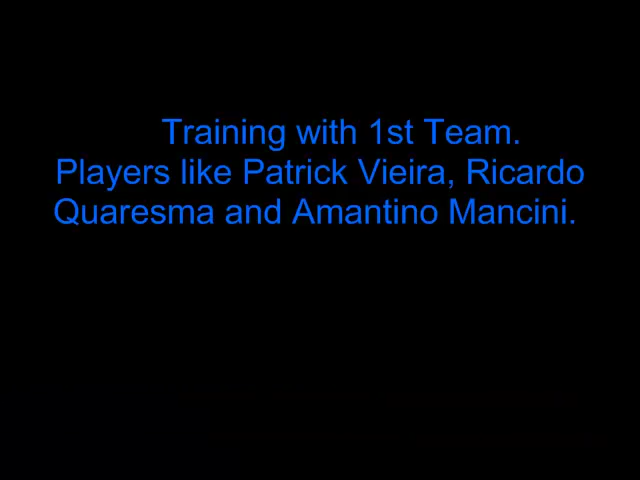 Training with 1st Team.
Players like Patrick Vieira, Ricardo
Quaresma and Amantino Mancini.